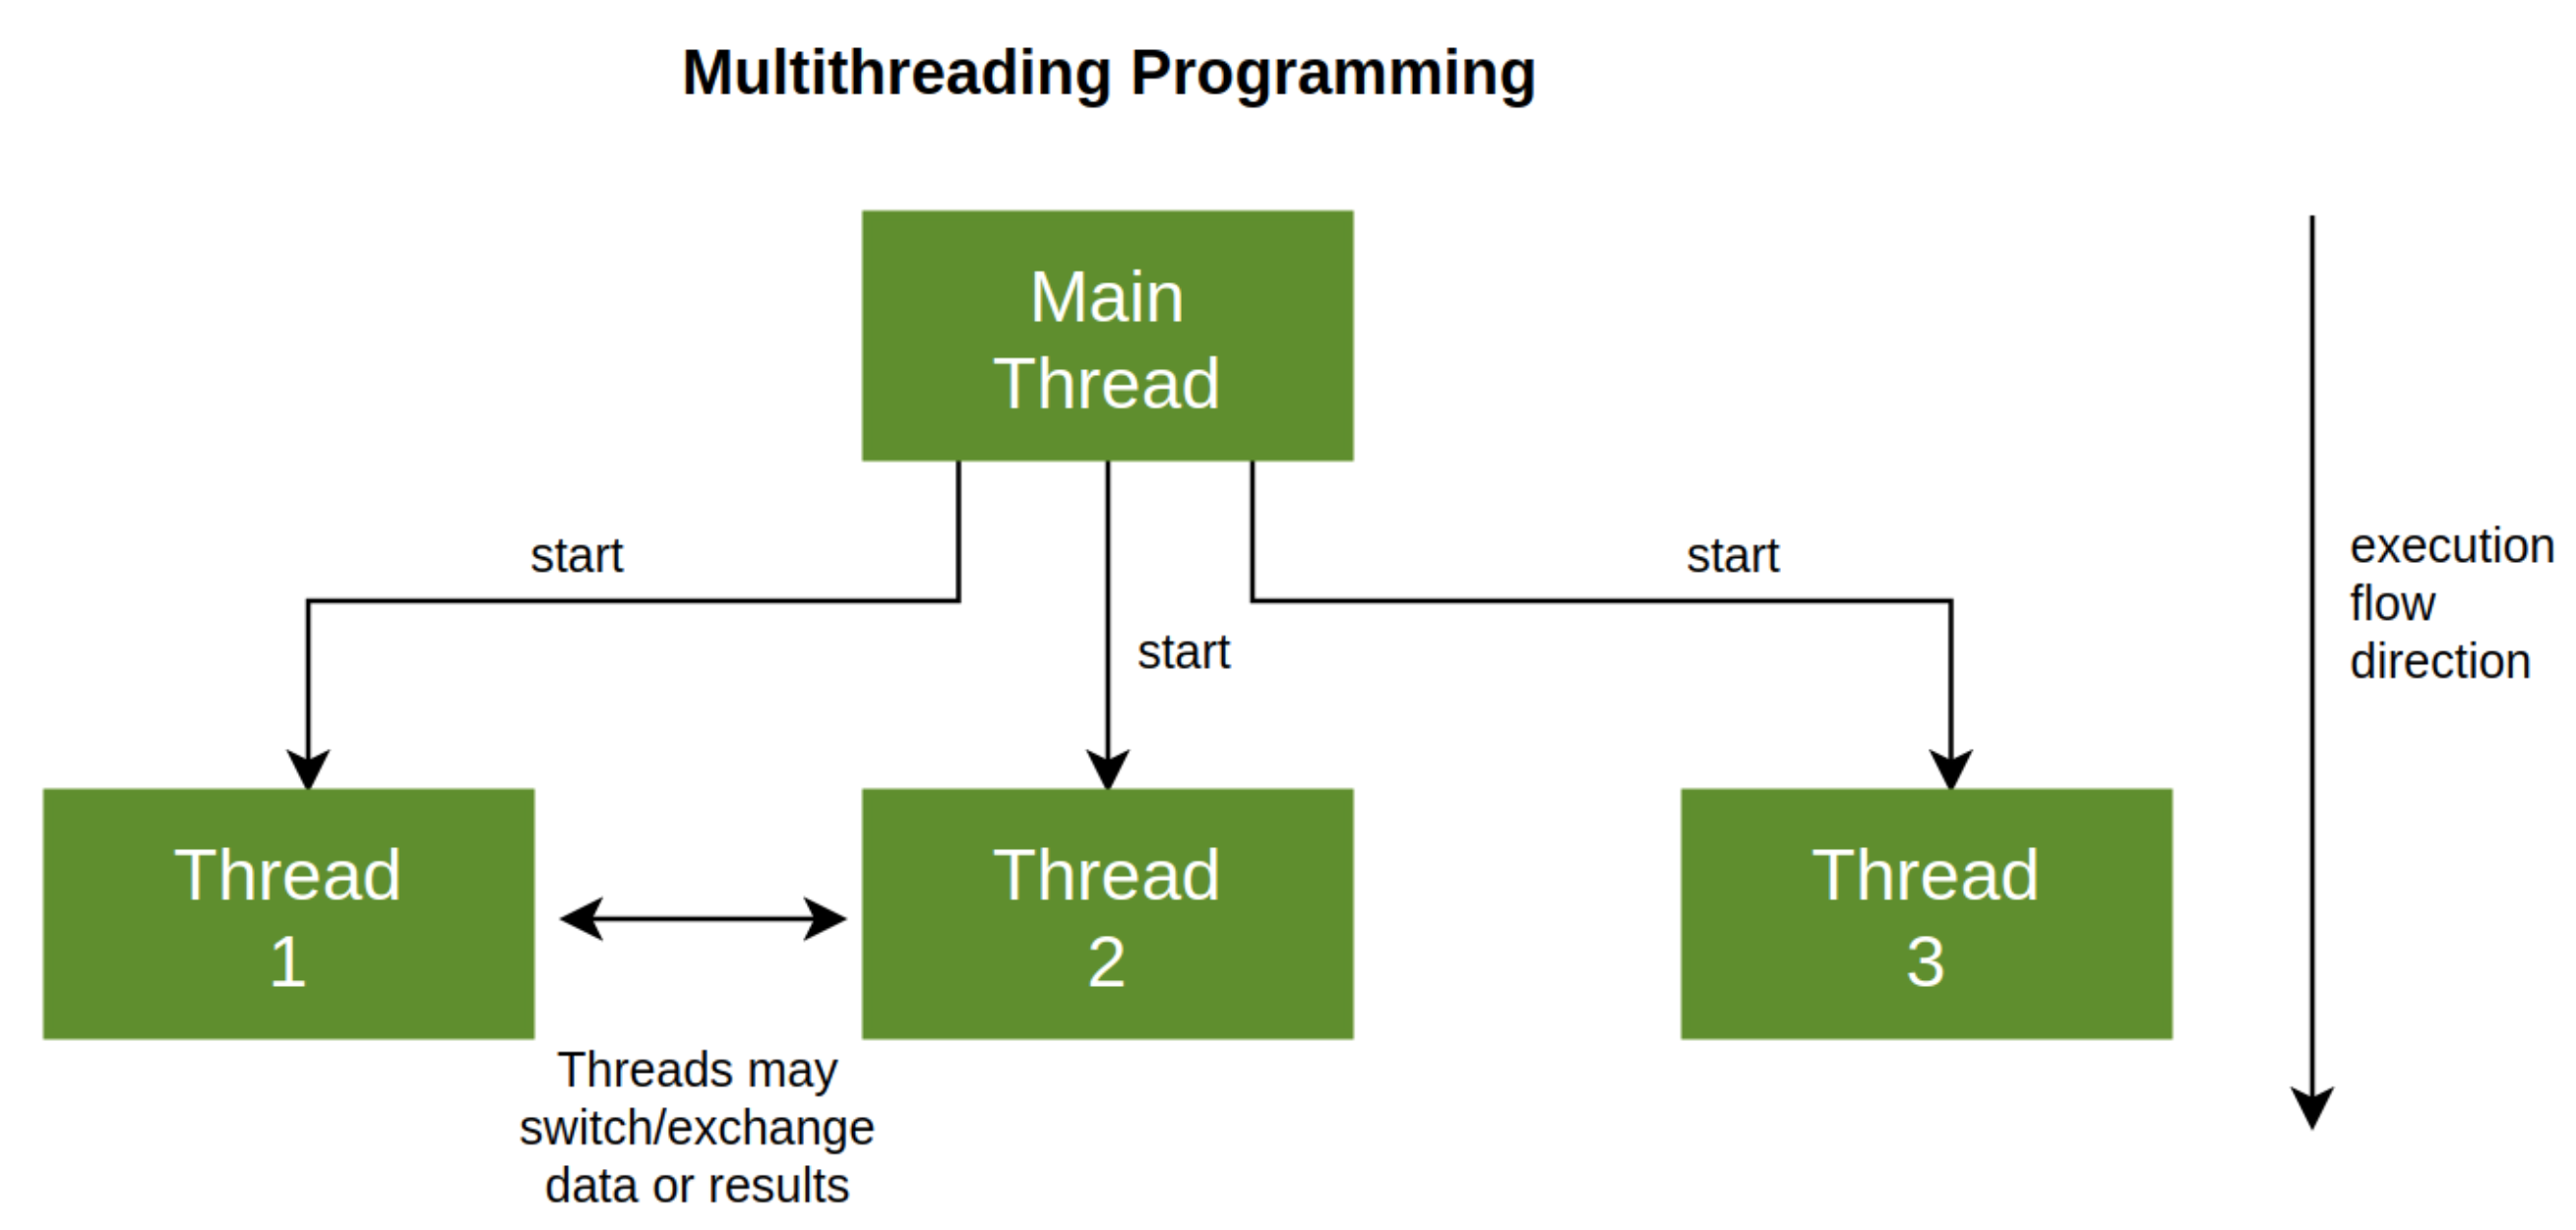 Multithreading Programming
Main
Thread
start
start
start
execution
flow
direction
Thread
1
Thread
2
Thread
3
Threads may
switch/exchange
data or results